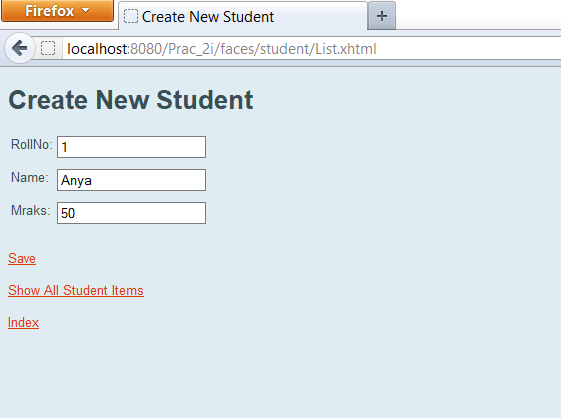 Firefox
Create New Student
localhost:8080/Prac_2i/faces/student/List.xhtml
Create New Student
RollNo: 1
Name: Anya
Mraks: 50
Save
Show All Student Items
Index